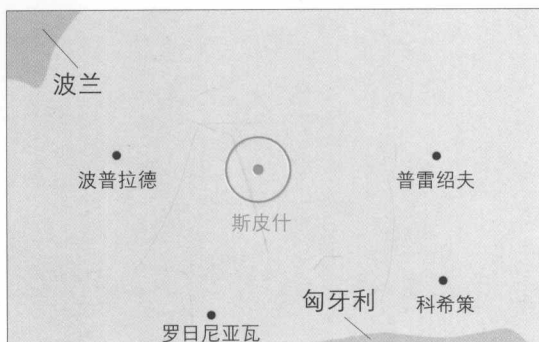 波兰
波普拉德
普雷绍夫
斯皮什
匈牙利
科希策
罗日尼亚瓦